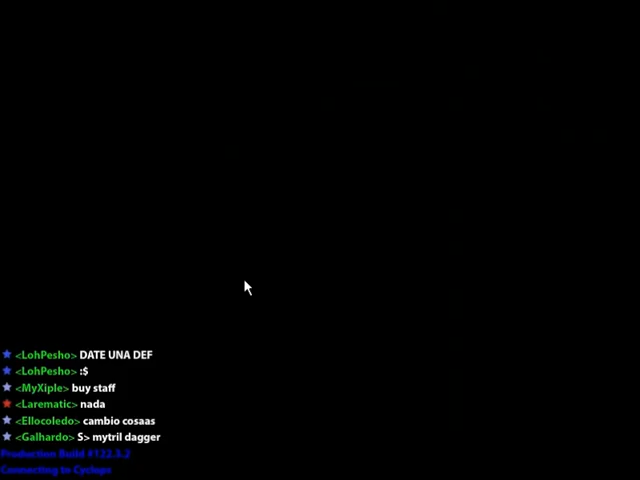 <LohPesho> DATE UNA DEF
<LohPesho> :$
<MyXiple> buy staff
<Larematic> nada
<Ellocoledo> cambio cosaas
<Galhardo> S> mytril dagger
Production Build #122.3.2
Connecting to Cyclops